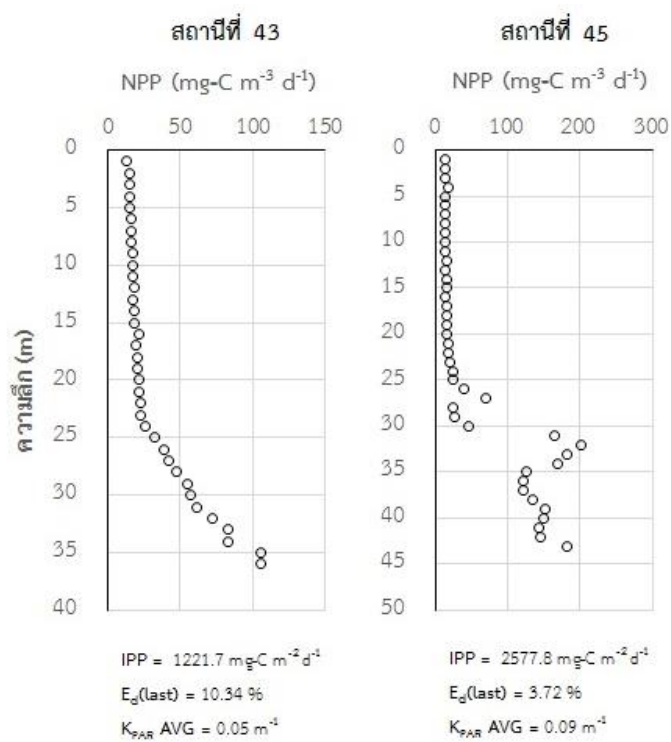 สถานีที่ 43
NPP (mg-C m⁻³ d⁻¹)
0 50 100 150
0
5
10
15
20
25
30
35
40
ความลึก (m)
IPP = 1221.7 mg-C m⁻² d⁻¹
E_d(last) = 10.34 %
K_PAR AVG = 0.05 m⁻¹
สถานีที่ 45
NPP (mg-C m⁻³ d⁻¹)
0 100 200 300
0
5
10
15
20
25
30
35
40
45
50
IPP = 2577.8 mg-C m⁻² d⁻¹
E_d(last) = 3.72 %
K_PAR AVG = 0.09 m⁻¹